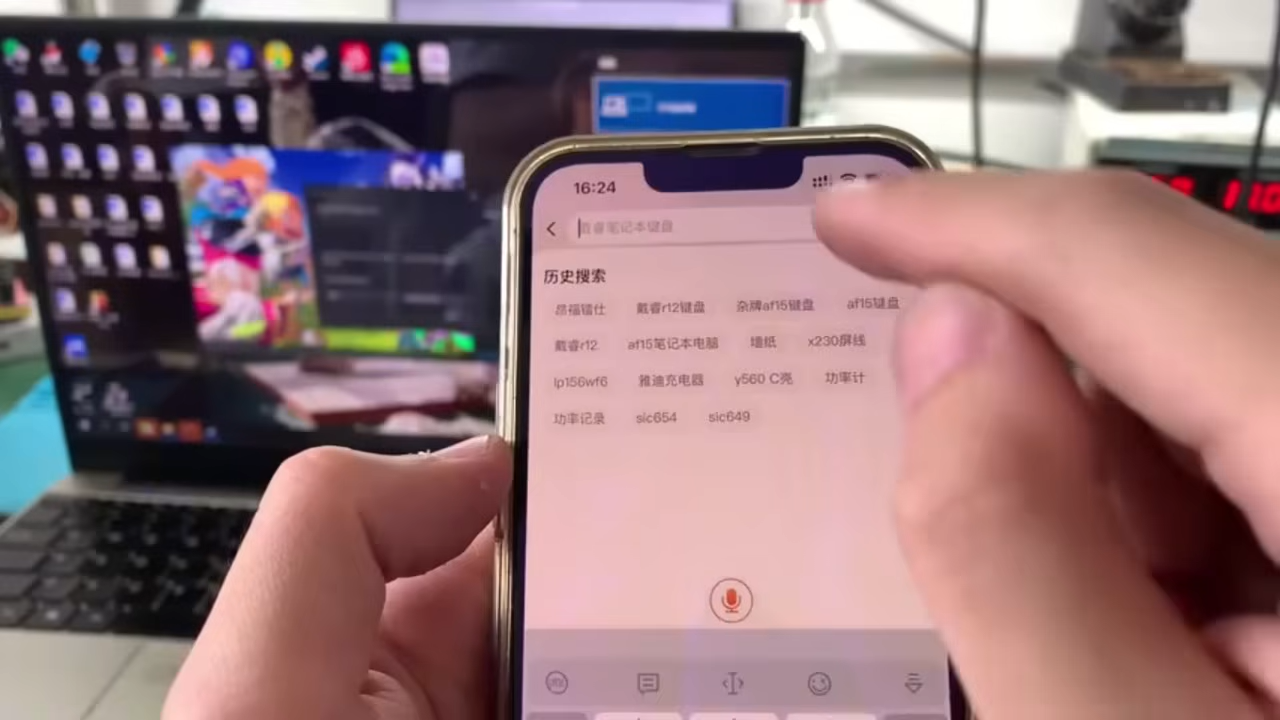 16:24
戴睿笔记本键盘
历史搜索
昂福镭仕 戴睿r12键盘 杂牌af15键盘 af15键盘
戴睿r12 af15笔记本电脑 墙纸 x230屏线
lp156wf6 雅迪充电器 y560 C壳 功率计
功率记录 sic654 sic649